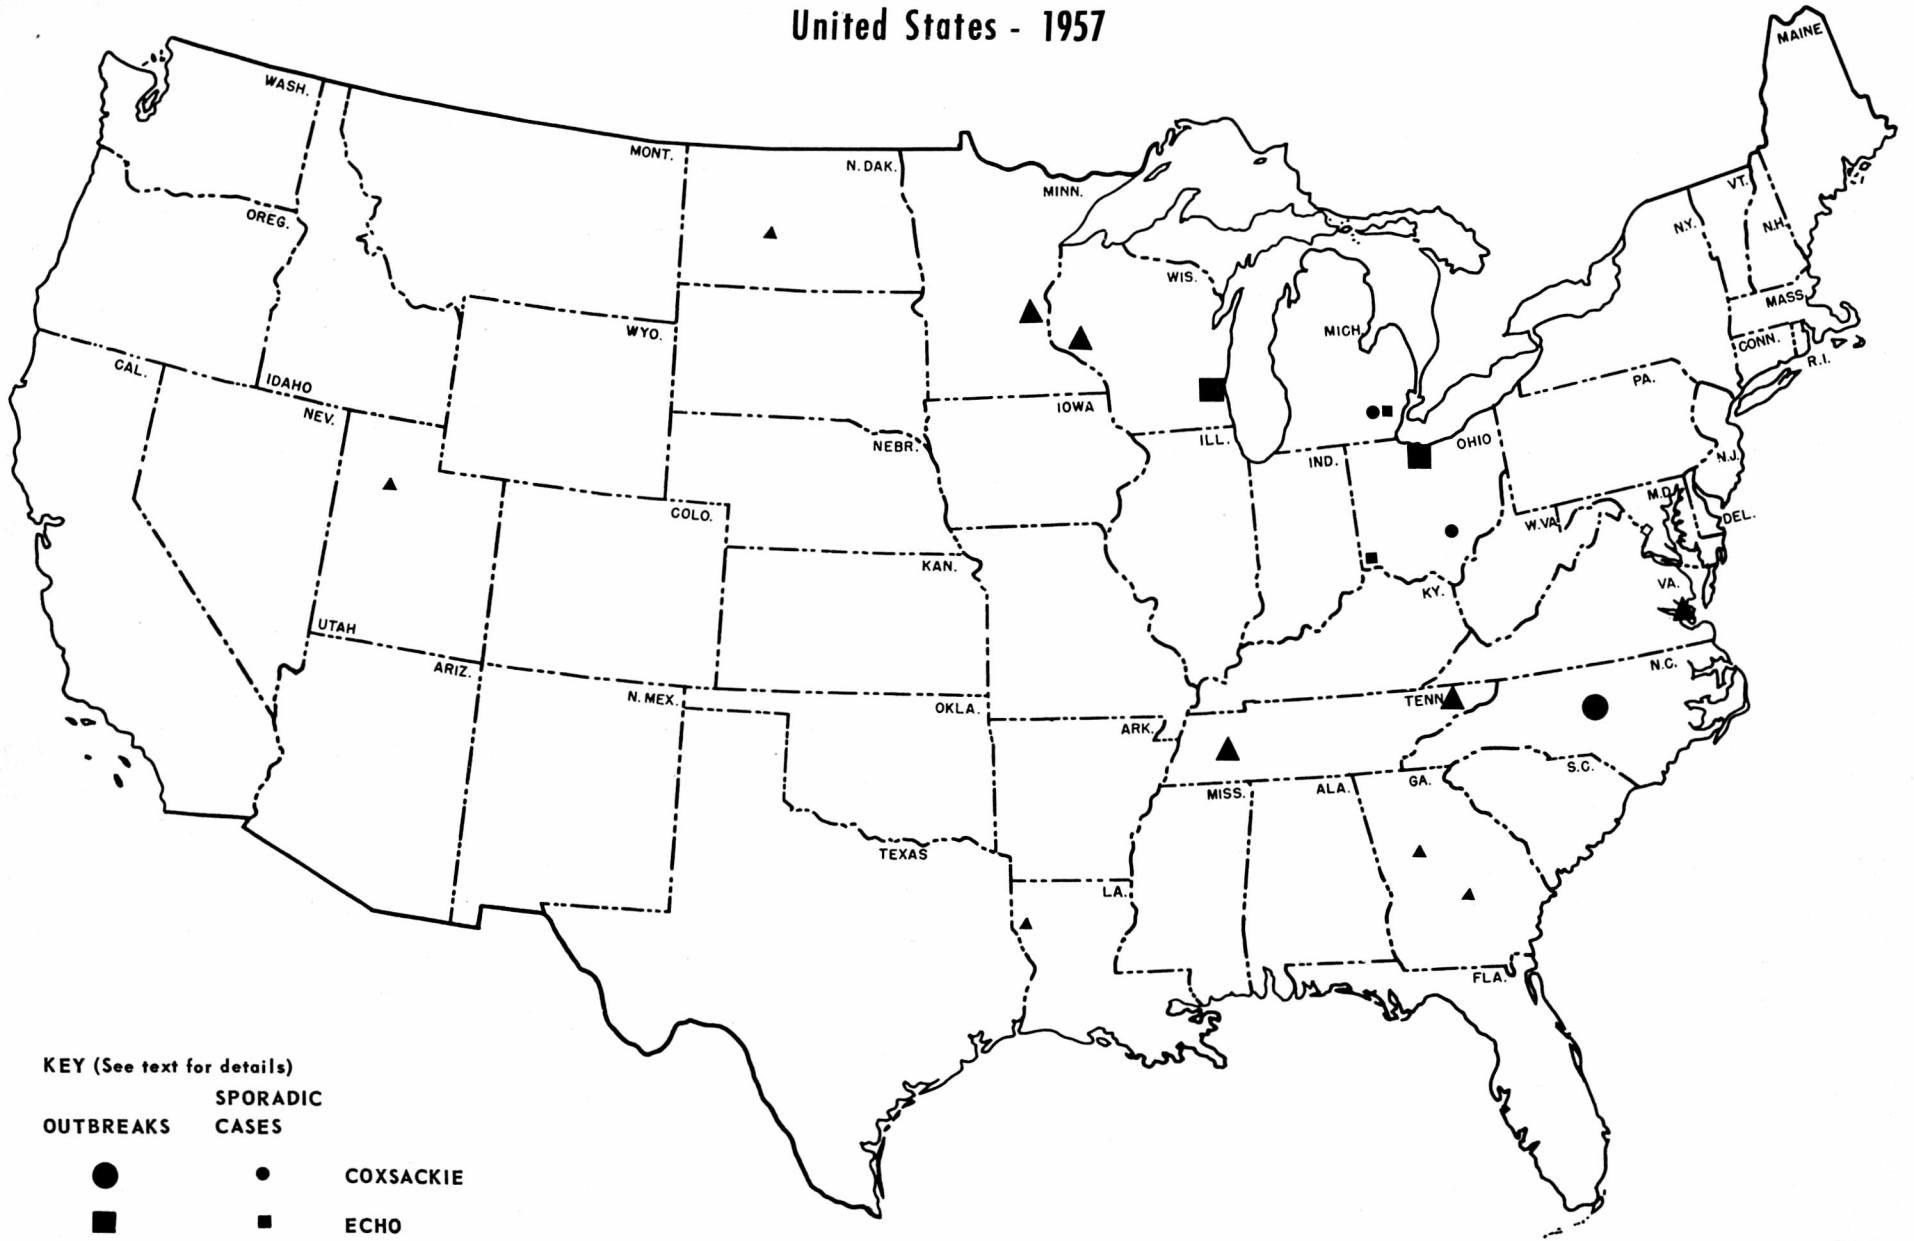 United States - 1957
MAINE
WASH.
MONT.
N. DAK.
MINN.
VT.
OREG.
N.Y.
N.H.
WIS.
MASS.
WYO.
MICH.
CONN.
R.I.
CAL.
IDAHO
PA.
NEV.
IOWA
NEBR.
ILL.
OHIO
IND.
N.J.
COLO.
M.D.
W.VA.
DEL.
KAN.
VA.
KY.
UTAH
ARIZ.
N.C.
N. MEX.
OKLA.
TENN.
ARK.
S.C.
MISS.
ALA.
GA.
TEXAS
LA.
FLA.
KEY (See text for details)
SPORADIC
OUTBREAKS CASES
COXSACKIE
ECHO